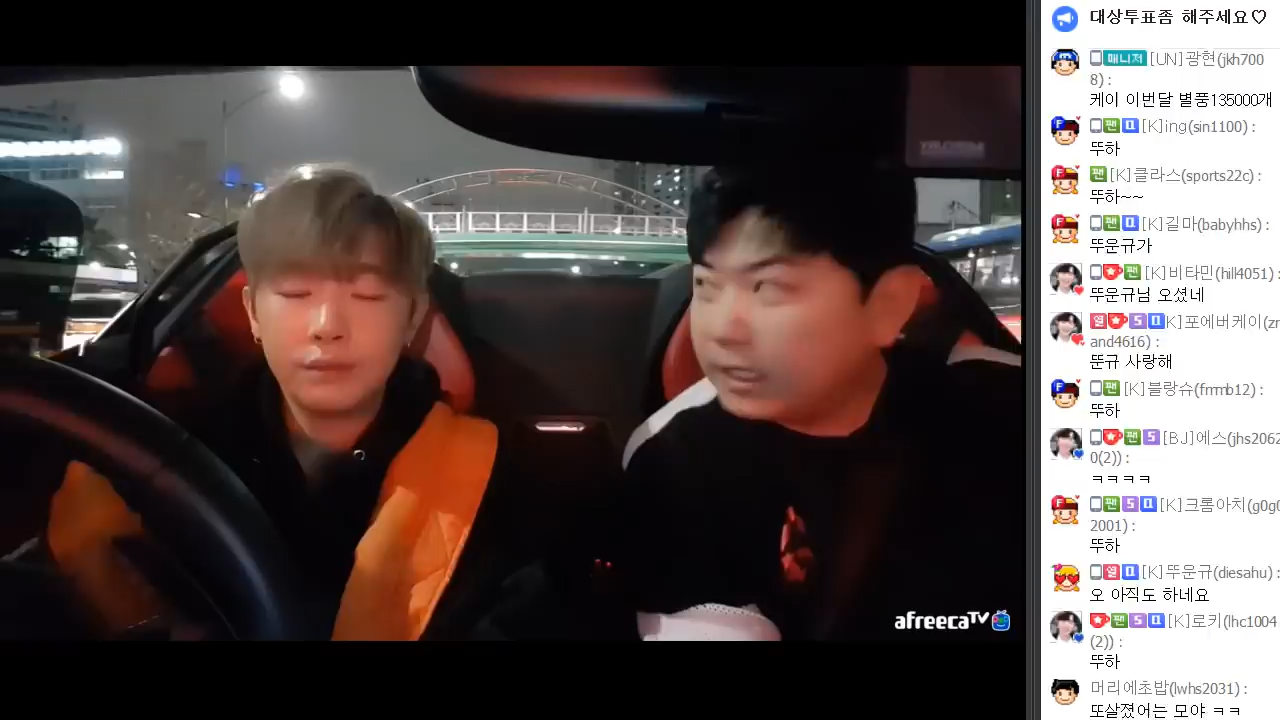 대상투표좀 해주세요♡
매니저 [UN]광현(jkh700
8) :
케이 이번달 별풍135000개
팬 [K]ing(sin1100) :
뚜하
팬 [K]클라스(sports22c) :
뚜하~~
팬 [K]길마(babyhhs) :
뚜운규가
팬 [K]비타민(hill4051) :
뚜운규님 오셨네
열 S K]포에버케이(zr
and4616) :
뚠규 사랑해
팬 [K]블랑슈(frrmb12) :
뚜하
팬 S [BJ]에스(jhs2062
0(2)) :
ㅋㅋㅋㅋ
팬 S [K]크롬아치(g0g0
2001) :
뚜하
열 [K]뚜운규(diesahu) :
오 아직도 하네요
팬 S [K]로키(lhc1004
(2)) :
뚜하
머리에초밥(lwhs2031) :
또살쪘어는 모야 ㅋㅋ
afreecaTV